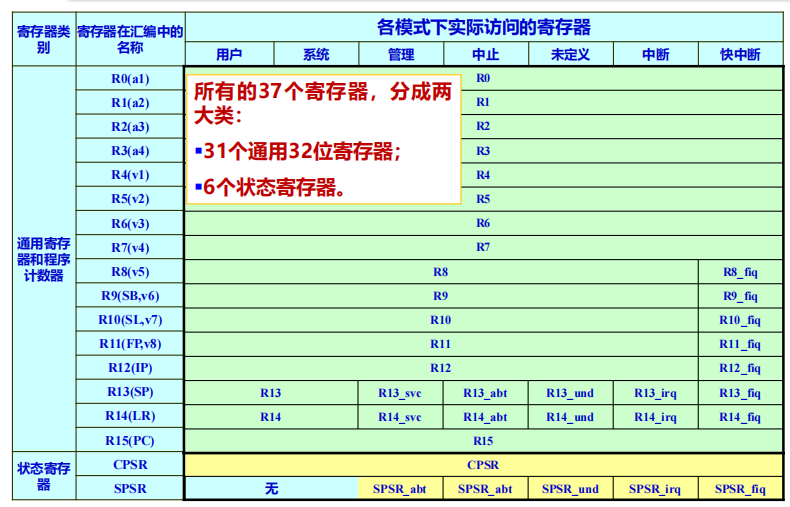 寄存器类别 寄存器在汇编中的名称 各模式下实际访问的寄存器
用户 系统 管理 中止 未定义 中断 快中断
通用寄存器和程序计数器
R0(a1) R0
R1(a2) R1
R2(a3) R2
R3(a4) R3
R4(v1) R4
R5(v2) R5
所有的37个寄存器，分成两
大类：
▪31个通用32位寄存器；
▪6个状态寄存器。
R6(v3) R6
R7(v4) R7
R8(v5) R8 R8_fiq
R9(SB,v6) R9 R9_fiq
R10(SL,v7) R10 R10_fiq
R11(FP,v8) R11 R11_fiq
R12(IP) R12 R12_fiq
R13(SP) R13 R13_svc R13_abt R13_und R13_irq R13_fiq
R14(LR) R14 R14_svc R14_abt R14_und R14_irq R14_fiq
R15(PC) R15
状态寄存器
CPSR CPSR
SPSR 无 SPSR_abt SPSR_abt SPSR_und SPSR_irq SPSR_fiq